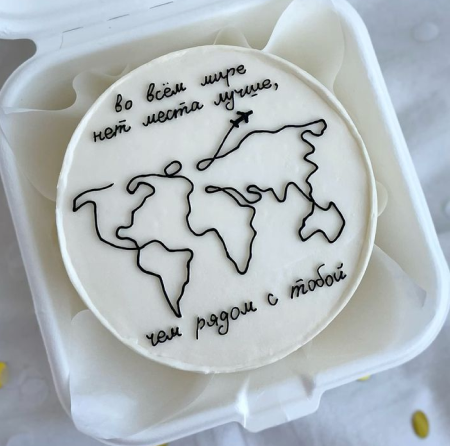 во всём мире
нет места лучше,
чем рядом с тобой